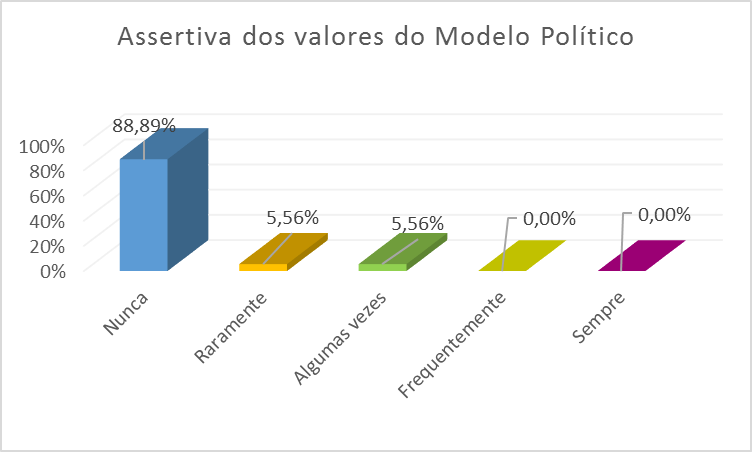 Assertiva dos valores do Modelo Político
88,89%
5,56%
5,56%
0,00%
0,00%
100%
80%
60%
40%
20%
0%
Nunca
Raramente
Algumas vezes
Frequentemente
Sempre